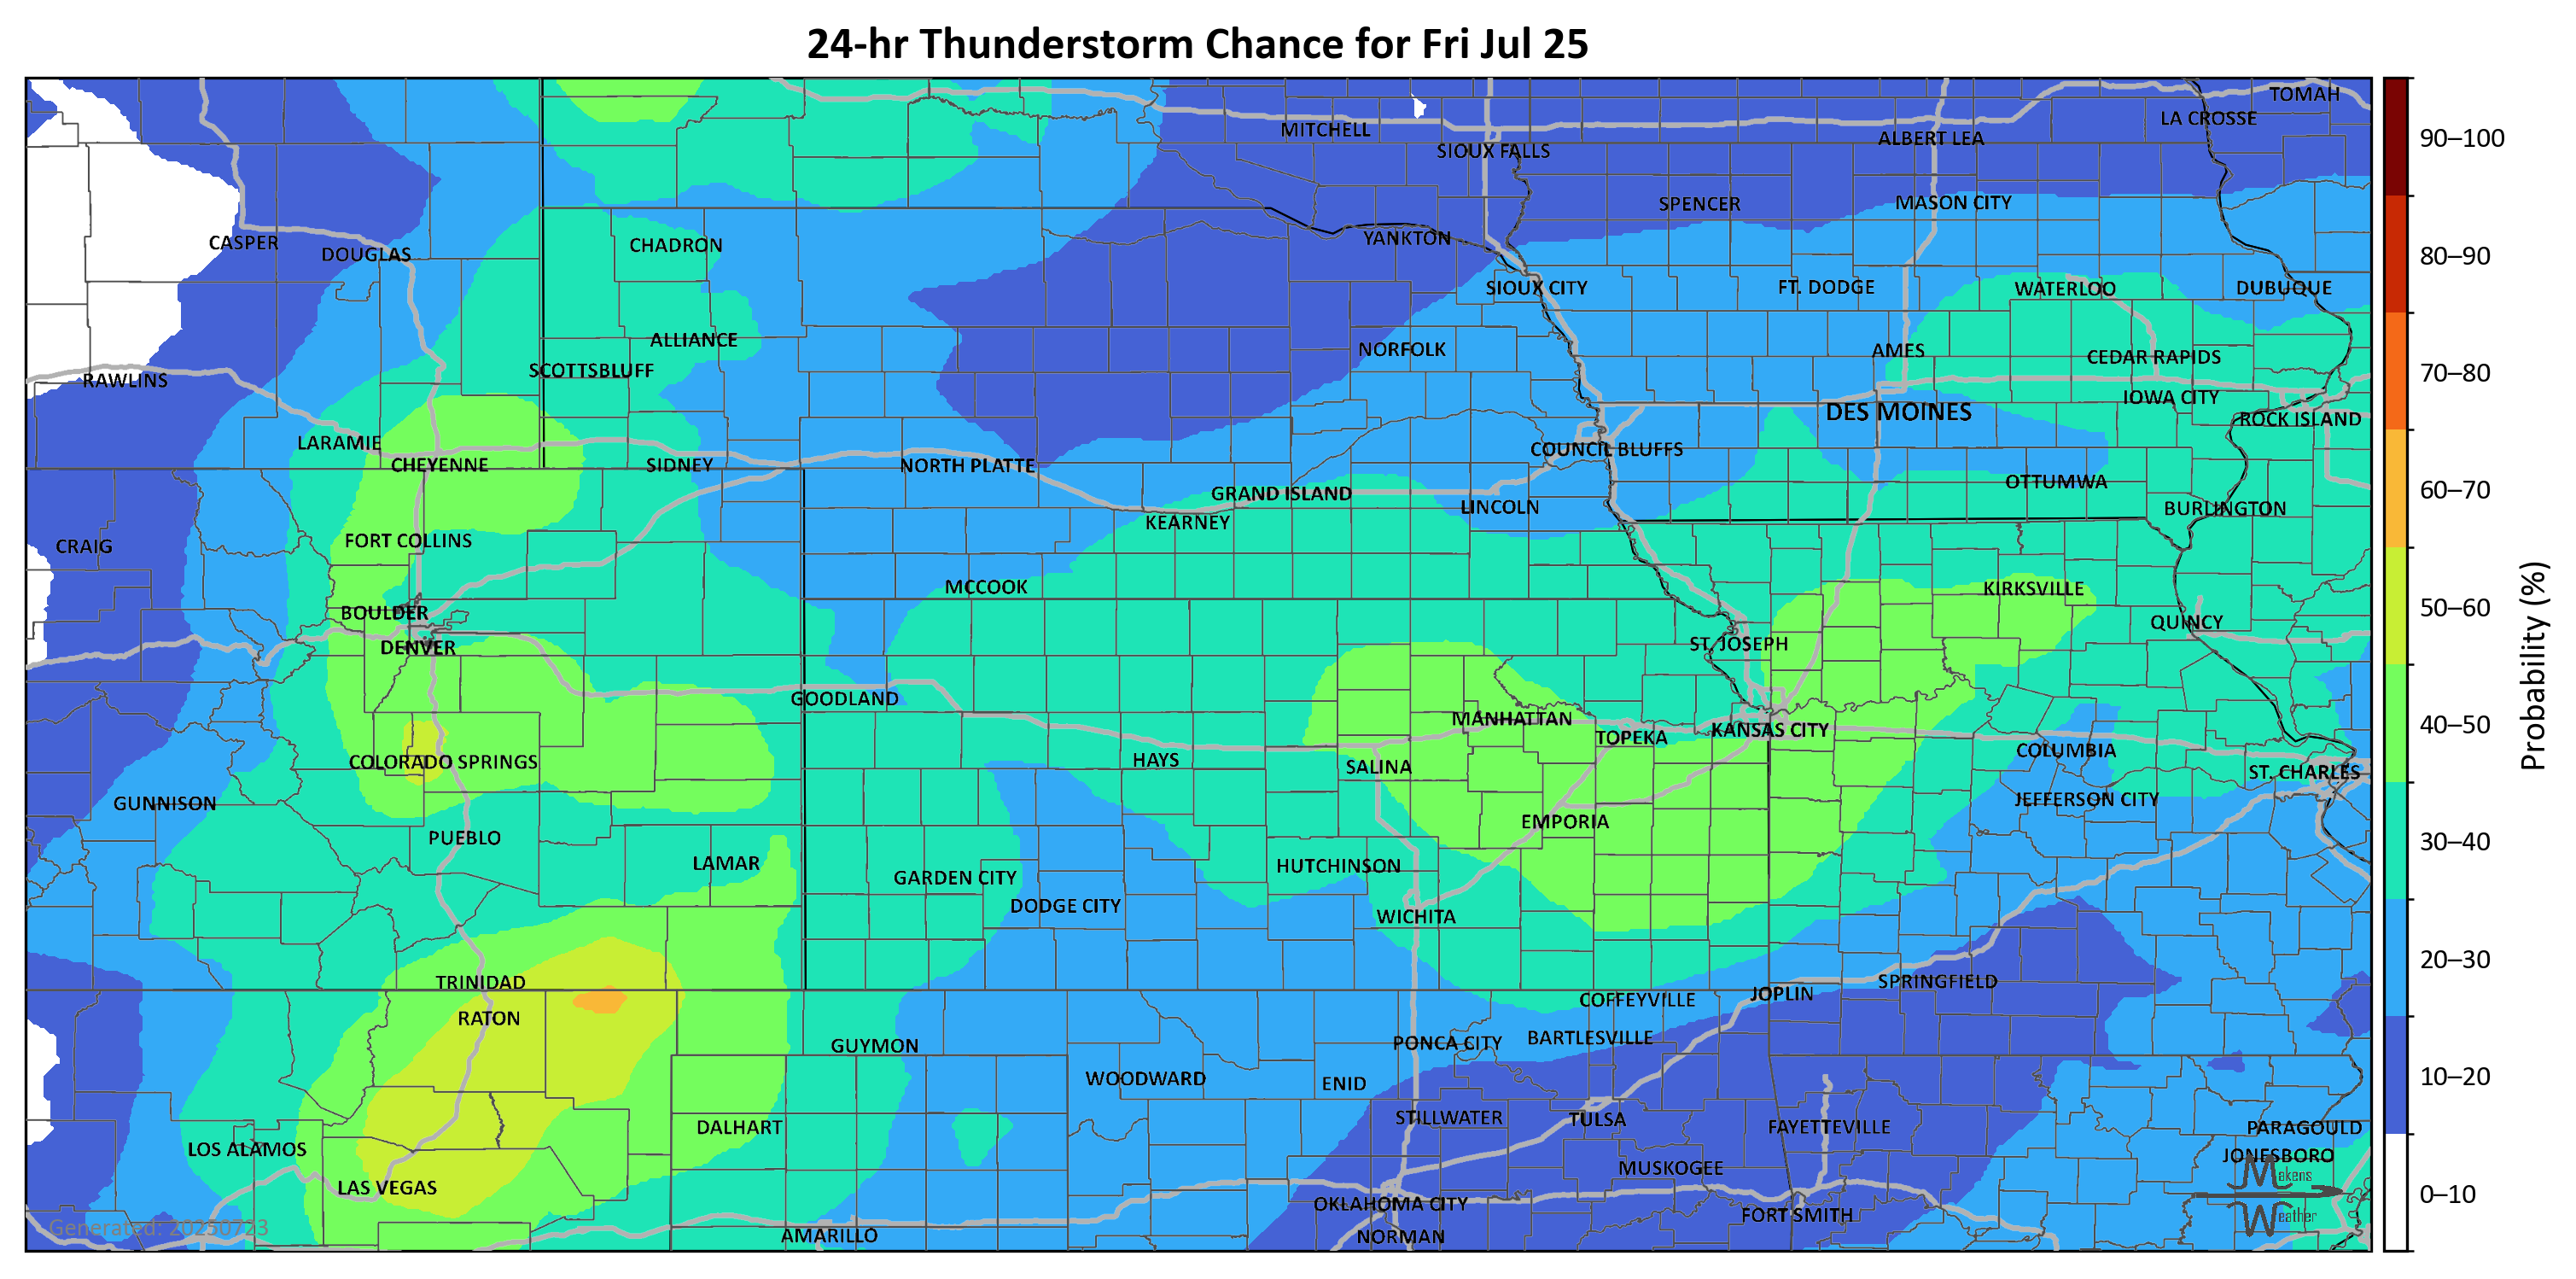 24-hr Thunderstorm Chance for Fri Jul 25
TOMAH
LA CROSSE
MITCHELL
ALBERT LEA
SIOUX FALLS
SPENCER
MASON CITY
CASPER
DOUGLAS
CHADRON
YANKTON
SIOUX CITY
FT. DODGE
WATERLOO
DUBUQUE
ALLIANCE
NORFOLK
AMES
CEDAR RAPIDS
SCOTTSBLUFF
RAWLINS
IOWA CITY
DES MOINES
ROCK ISLAND
LARAMIE
COUNCIL BLUFFS
CHEYENNE
SIDNEY
NORTH PLATTE
OTTUMWA
GRAND ISLAND
LINCOLN
BURLINGTON
KEARNEY
CRAIG
FORT COLLINS
MCCOOK
KIRKSVILLE
BOULDER
QUINCY
DENVER
ST. JOSEPH
GOODLAND
MANHATTAN
TOPEKA
KANSAS CITY
COLORADO SPRINGS
HAYS
SALINA
COLUMBIA
ST. CHARLES
GUNNISON
JEFFERSON CITY
EMPORIA
PUEBLO
LAMAR
HUTCHINSON
GARDEN CITY
DODGE CITY
WICHITA
TRINIDAD
SPRINGFIELD
COFFEYVILLE
JOPLIN
RATON
GUYMON
PONCA CITY
BARTLESVILLE
WOODWARD
ENID
STILLWATER
TULSA
DALHART
FAYETTEVILLE
PARAGOULD
LOS ALAMOS
JONESBORO
MUSKOGEE
LAS VEGAS
OKLAHOMA CITY
FORT SMITH
AMARILLO
NORMAN
Generated: 20250723
Makens
Weather
90–100
80–90
70–80
60–70
50–60
40–50
30–40
20–30
10–20
0–10
Probability (%)